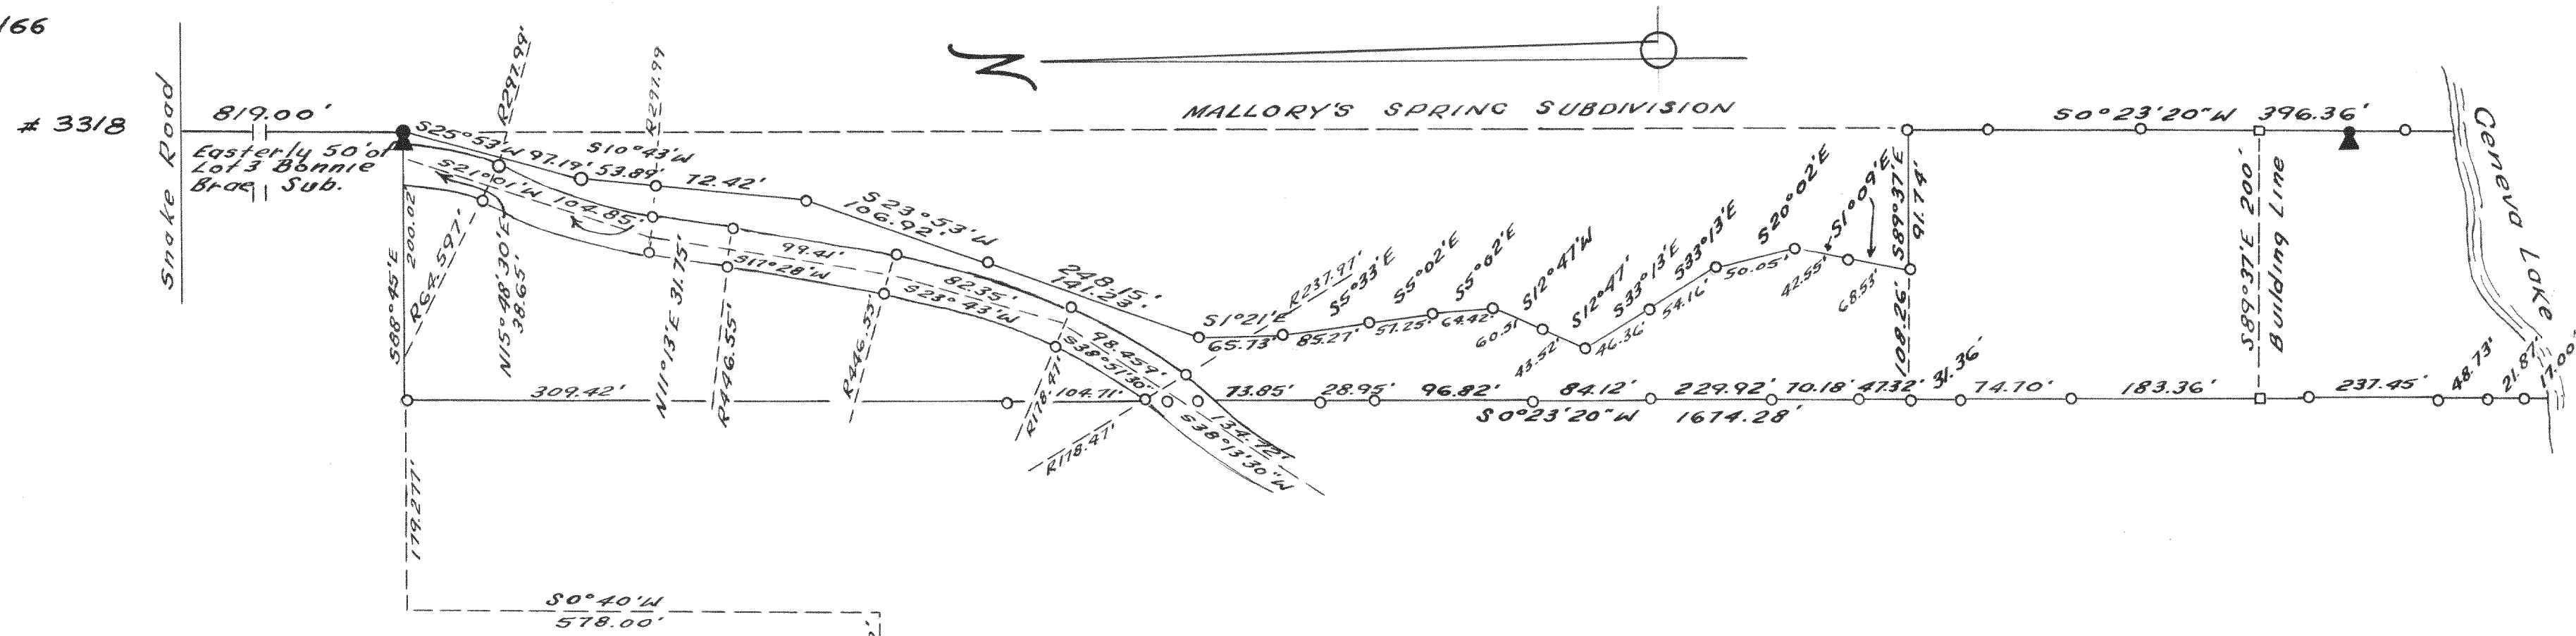 166
# 3318
Snake Road
819.00'
Easterly 50' of
Lot 3 Bonnie
Brae Sub.
N
MALLORY'S SPRING SUBDIVISION
S0°23'20"W 396.36'
Geneva Lake
S89°37'E 200'
Building Line
R297.99'
R297.99
S25°53'W 97.19'
S10°43'W
53.89'
72.42'
S21°01'W 104.85'
S23°53'W
106.92'
248.15'
141.23'
S88°45'E
200.02'
R62.597'
N15°48'30"E
38.65'
N11°13'E 31.75'
R446.55'
R446.55'
S17°28'W
99.41'
82.35'
S23°43'W
98.459'
S38°51'30"
R178.47'
R178.47'
134.72'
S38°13'30"W
S1°21'E
65.73'
R237.97'
S5°33'E
85.27'
S5°02'E
57.25'
S5°02'E
64.42'
S12°47'W
60.51'
S12°47'
43.52'
S33°13'E
46.36'
S33°13'E
54.16'
S20°02'E
50.05'
S1°09'E
42.55'
68.53'
S89°37'E
91.74'
108.26'
309.42'
104.71'
73.85'
28.95'
96.82'
84.12'
229.92'
70.18'
47.32'
31.36'
74.70'
183.36'
237.45'
48.73'
21.87'
17.00'
S0°23'20"W 1674.28'
179.277'
S0°40'W
578.00'